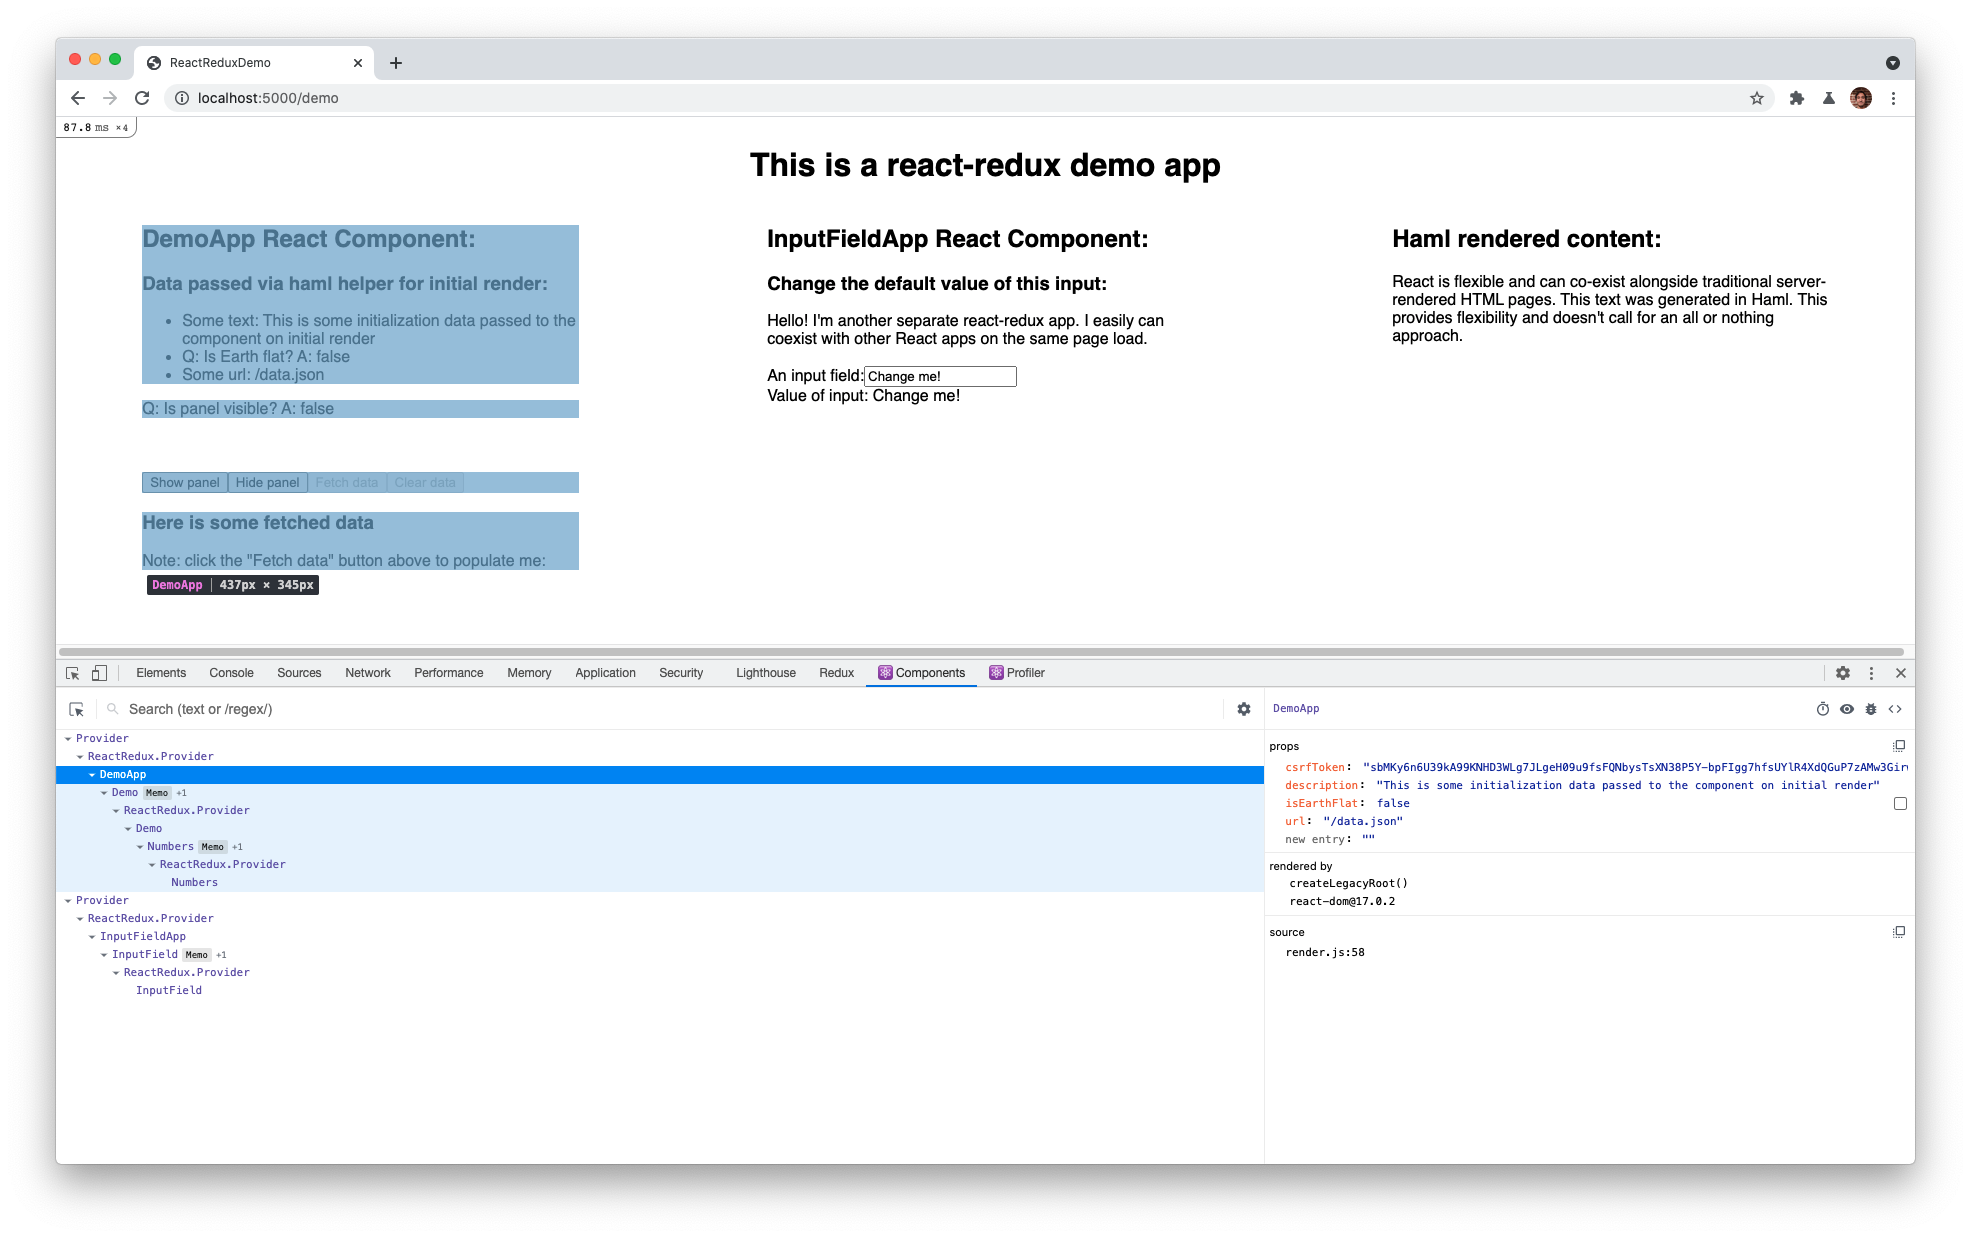 ReactReduxDemo
localhost:5000/demo
87.8 ms ×4
This is a react-redux demo app
DemoApp React Component:
Data passed via haml helper for initial render:
• Some text: This is some initialization data passed to the
component on initial render
• Q: Is Earth flat? A: false
• Some url: /data.json
Q: Is panel visible? A: false
Show panel Hide panel Fetch data Clear data
Here is some fetched data
Note: click the "Fetch data" button above to populate me:
DemoApp | 437px × 345px
InputFieldApp React Component:
Change the default value of this input:
Hello! I'm another separate react-redux app. I easily can
coexist with other React apps on the same page load.
An input field: Change me!
Value of input: Change me!
Haml rendered content:
React is flexible and can co-exist alongside traditional server-
rendered HTML pages. This text was generated in Haml. This
provides flexibility and doesn't call for an all or nothing
approach.
Elements Console Sources Network Performance Memory Application Security Lighthouse Redux Components Profiler
Search (text or /regex/)
Provider
ReactRedux.Provider
DemoApp
Demo Memo +1
ReactRedux.Provider
Demo
Numbers Memo +1
ReactRedux.Provider
Numbers
Provider
ReactRedux.Provider
InputFieldApp
InputField Memo +1
ReactRedux.Provider
InputField
DemoApp
props
csrfToken: "sbMKy6n6U39kA99KNHD3WLg7JLgeH09u9fsFQNbysTsXN38P5Y-bpFIgg7hfsUYlR4XdQGuP7zAMw3Gir
description: "This is some initialization data passed to the component on initial render"
isEarthFlat: false
url: "/data.json"
new entry: ""
rendered by
createLegacyRoot()
react-dom@17.0.2
source
render.js:58